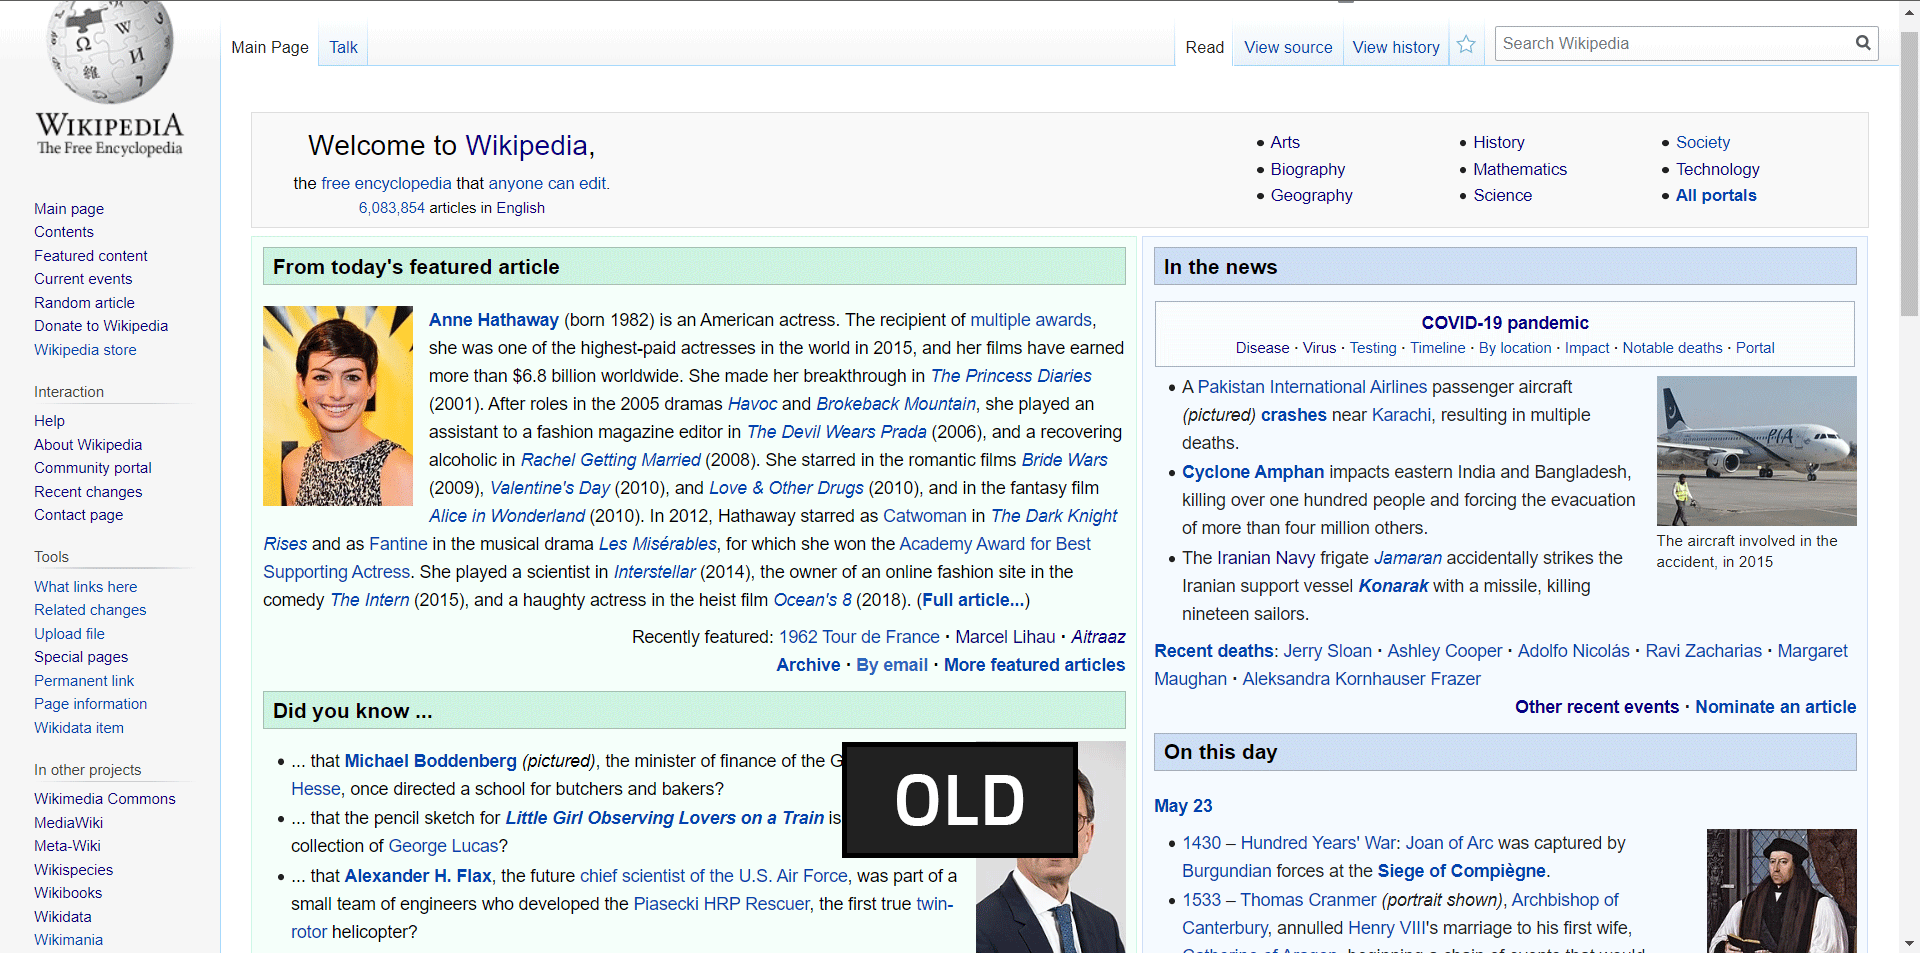 WIKIPEDIA
The Free Encyclopedia
Main page
Contents
Featured content
Current events
Random article
Donate to Wikipedia
Wikipedia store
Interaction
Help
About Wikipedia
Community portal
Recent changes
Contact page
Tools
What links here
Related changes
Upload file
Special pages
Permanent link
Page information
Wikidata item
In other projects
Wikimedia Commons
MediaWiki
Meta-Wiki
Wikispecies
Wikibooks
Wikidata
Wikimania
Main Page
Talk
Read
View source
View history
Search Wikipedia
Welcome to Wikipedia,
the free encyclopedia that anyone can edit.
6,083,854 articles in English
• Arts
• Biography
• Geography
• History
• Mathematics
• Science
• Society
• Technology
• All portals
From today's featured article
Anne Hathaway (born 1982) is an American actress. The recipient of multiple awards,
she was one of the highest-paid actresses in the world in 2015, and her films have earned
more than $6.8 billion worldwide. She made her breakthrough in The Princess Diaries
(2001). After roles in the 2005 dramas Havoc and Brokeback Mountain, she played an
assistant to a fashion magazine editor in The Devil Wears Prada (2006), and a recovering
alcoholic in Rachel Getting Married (2008). She starred in the romantic films Bride Wars
(2009), Valentine's Day (2010), and Love & Other Drugs (2010), and in the fantasy film
Alice in Wonderland (2010). In 2012, Hathaway starred as Catwoman in The Dark Knight
Rises and as Fantine in the musical drama Les Misérables, for which she won the Academy Award for Best
Supporting Actress. She played a scientist in Interstellar (2014), the owner of an online fashion site in the
comedy The Intern (2015), and a haughty actress in the heist film Ocean's 8 (2018). (Full article...)
Recently featured: 1962 Tour de France · Marcel Lihau · Aitraaz
Archive · By email · More featured articles
Did you know ...
• ... that Michael Boddenberg (pictured), the minister of finance of the G
Hesse, once directed a school for butchers and bakers?
• ... that the pencil sketch for Little Girl Observing Lovers on a Train is
collection of George Lucas?
• ... that Alexander H. Flax, the future chief scientist of the U.S. Air Force, was part of a
small team of engineers who developed the Piasecki HRP Rescuer, the first true twin-
rotor helicopter?
OLD
In the news
COVID-19 pandemic
Disease · Virus · Testing · Timeline · By location · Impact · Notable deaths · Portal
• A Pakistan International Airlines passenger aircraft
(pictured) crashes near Karachi, resulting in multiple
deaths.
• Cyclone Amphan impacts eastern India and Bangladesh,
killing over one hundred people and forcing the evacuation
of more than four million others.
• The Iranian Navy frigate Jamaran accidentally strikes the
Iranian support vessel Konarak with a missile, killing
nineteen sailors.
PIA
The aircraft involved in the
accident, in 2015
Recent deaths: Jerry Sloan · Ashley Cooper · Adolfo Nicolás · Ravi Zacharias · Margaret
Maughan · Aleksandra Kornhauser Frazer
Other recent events · Nominate an article
On this day
May 23
• 1430 – Hundred Years' War: Joan of Arc was captured by
Burgundian forces at the Siege of Compiègne.
• 1533 – Thomas Cranmer (portrait shown), Archbishop of
Canterbury, annulled Henry VIII's marriage to his first wife,
Catherine of Aragon, beginning a chain of events that would